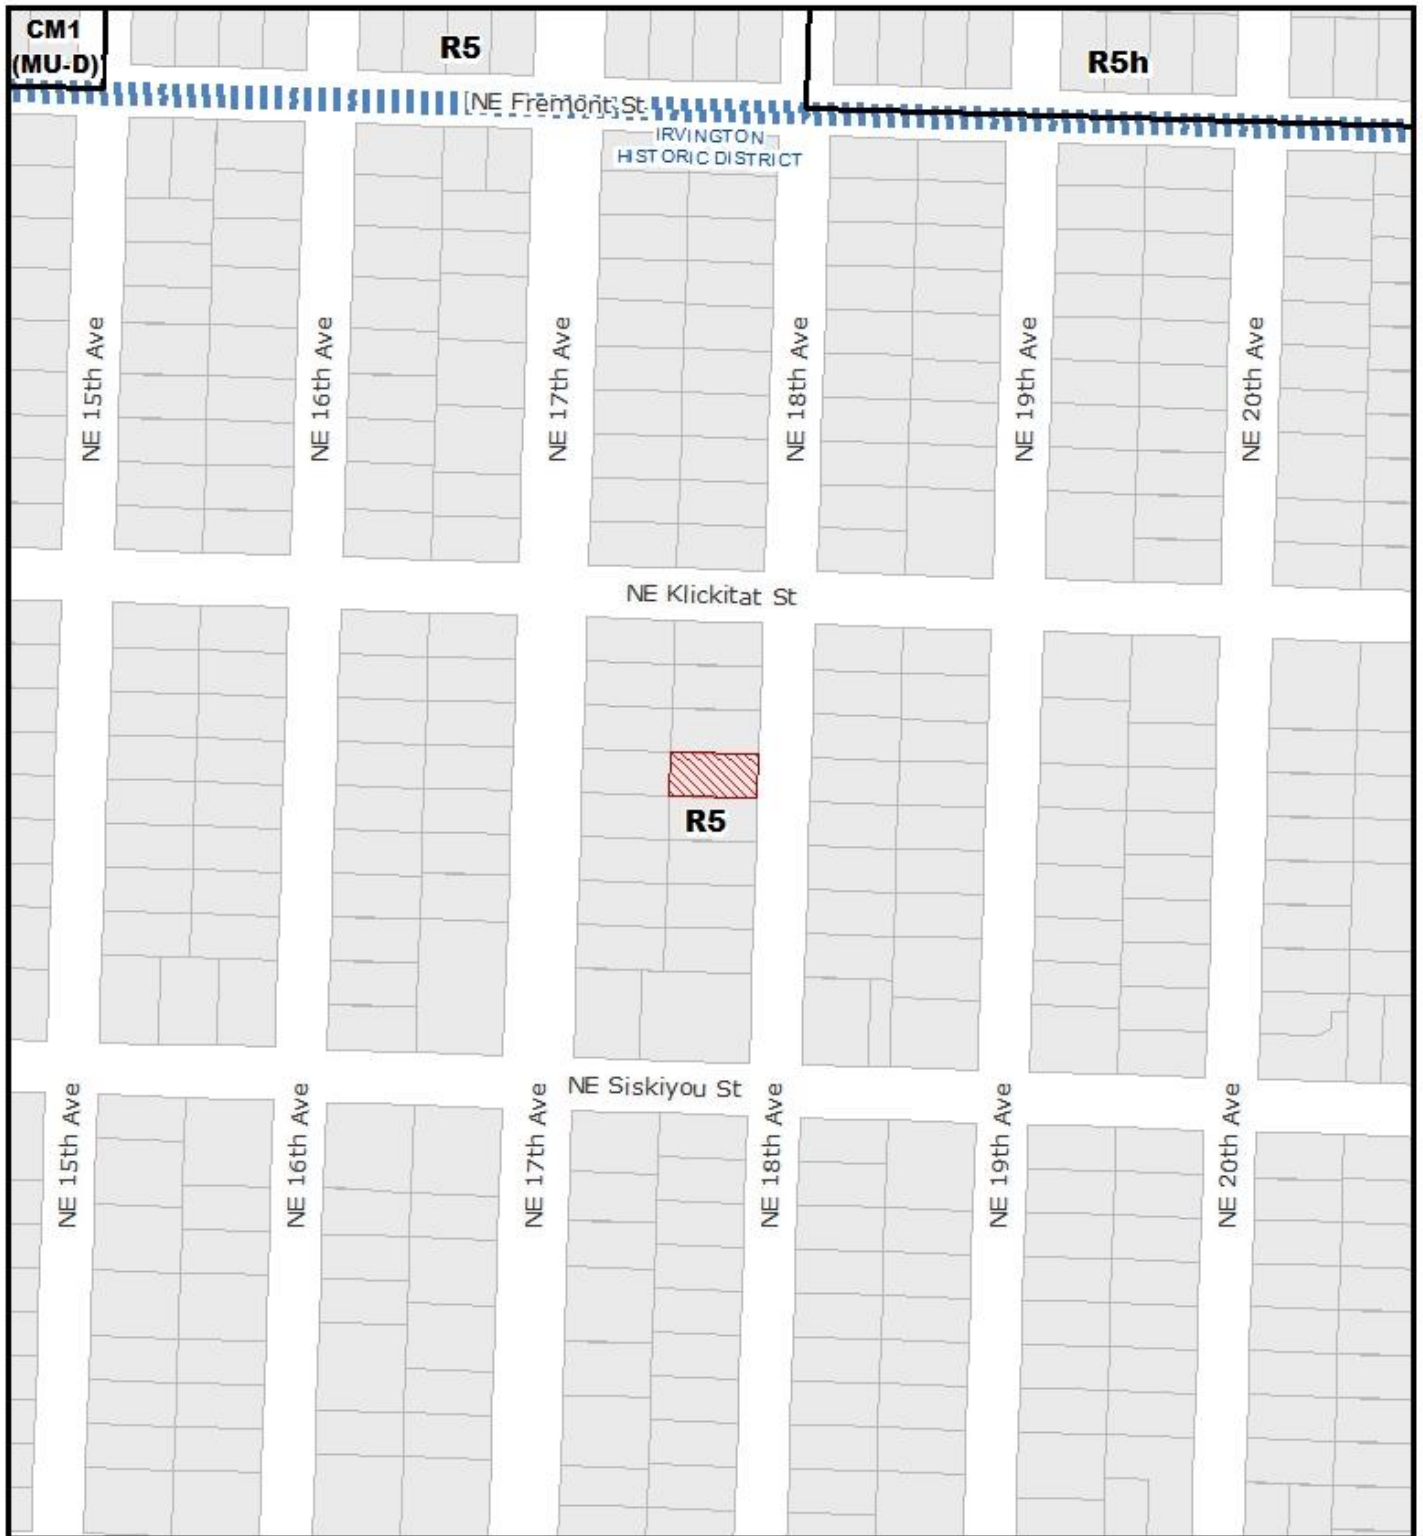 CM1
(MU-D)
R5
R5h
NE Fremont St
IRVINGTON
HISTORIC DISTRICT
NE 15th Ave
NE 16th Ave
NE 17th Ave
NE 18th Ave
NE 19th Ave
NE 20th Ave
NE Klickitat St
R5
NE Siskiyou St
NE 15th Ave
NE 16th Ave
NE 17th Ave
NE 18th Ave
NE 19th Ave
NE 20th Ave